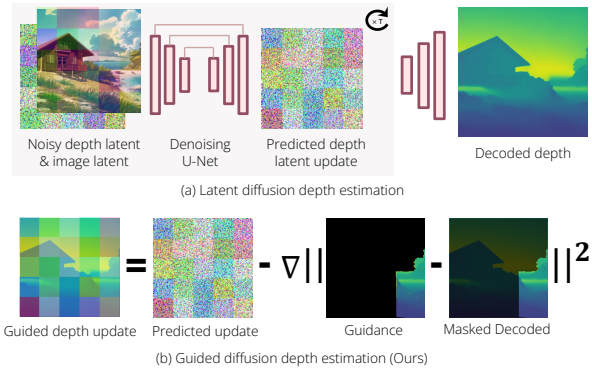 × T
Noisy depth latent
& image latent
Denoising
U-Net
Predicted depth
latent update
Decoded depth
(a) Latent diffusion depth estimation
= - ∇|| - ||²
Guided depth update
Predicted update
Guidance
Masked Decoded
(b) Guided diffusion depth estimation (Ours)